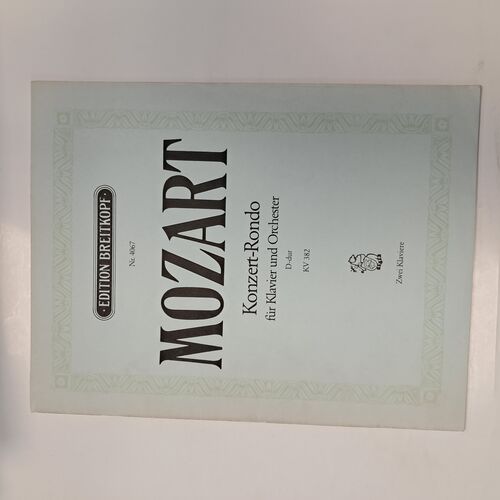 ·EDITION BREITKOPF·
Nr. 4067
MOZART
Konzert-Rondo
für Klavier und Orchester
D-dur
KV 382
Zwei Klaviere